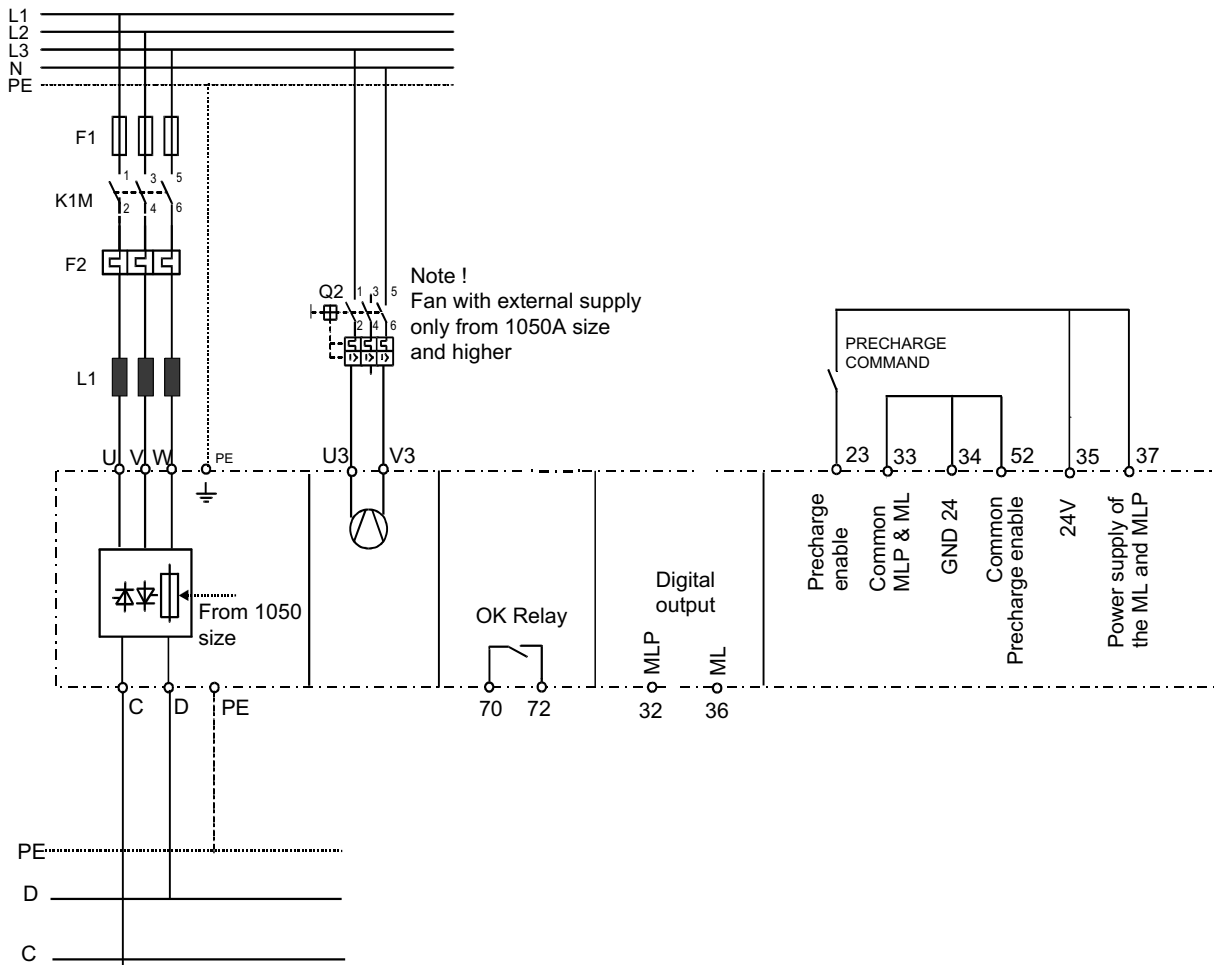 L1
L2
L3
N
PE
F1
1 3 5
K1M
2 4 6
F2
L1
U V W PE
Q2
1 3 5
2 4 6
Note !
Fan with external supply
only from 1050A size
and higher
U3 V3
PRECHARGE
COMMAND
23 33 34 52 35 37
Precharge
enable
Common
MLP & ML
GND 24
Common
Precharge enable
24V
Power supply of
the ML and MLP
From 1050
size
OK Relay
Digital
output
MLP
ML
C D PE
70 72
32 36
PE
D
C